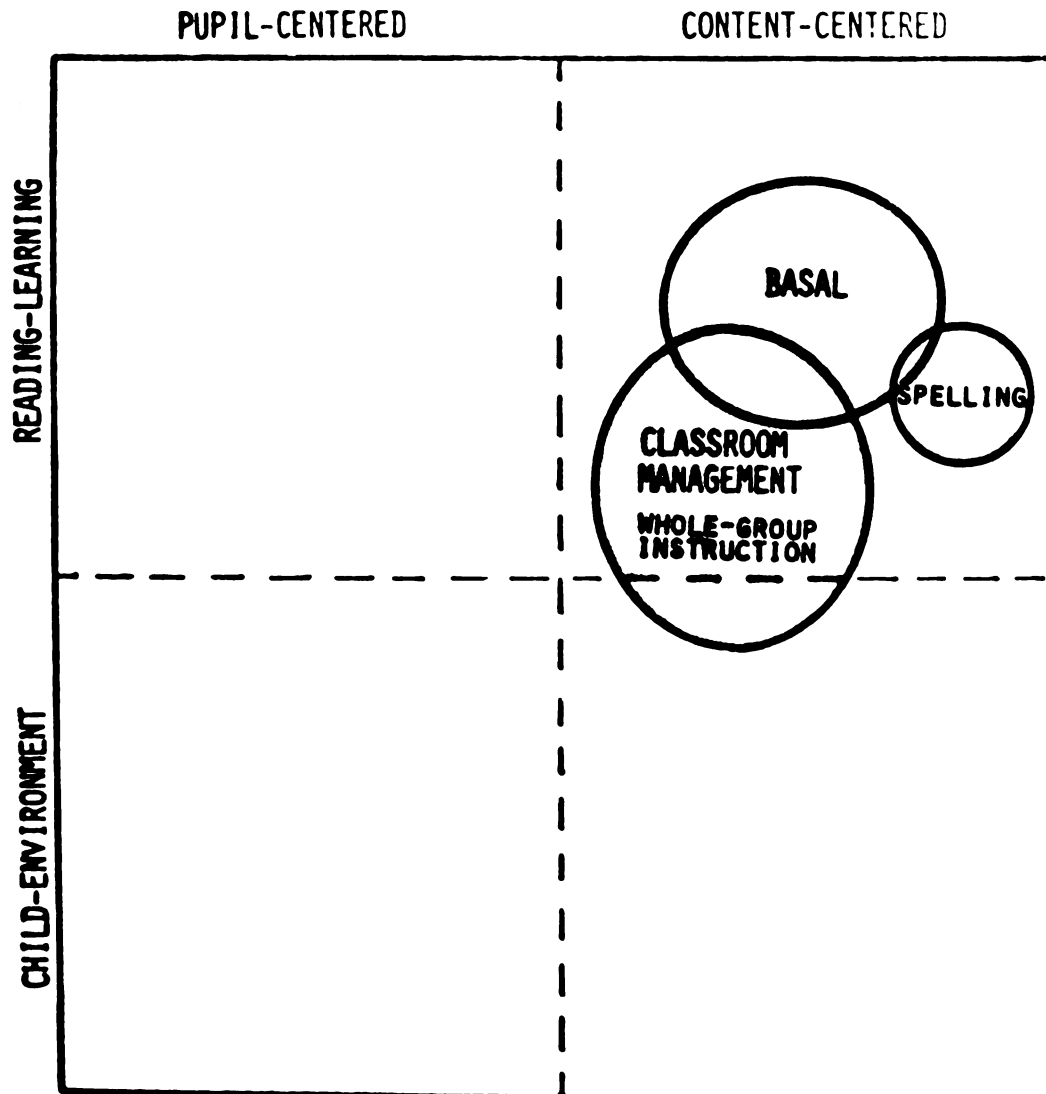 PUPIL-CENTERED
CONTENT-CENTERED
READING-LEARNING
BASAL
SPELLING
CLASSROOM
MANAGEMENT
WHOLE-GROUP
INSTRUCTION
CHILD-ENVIRONMENT